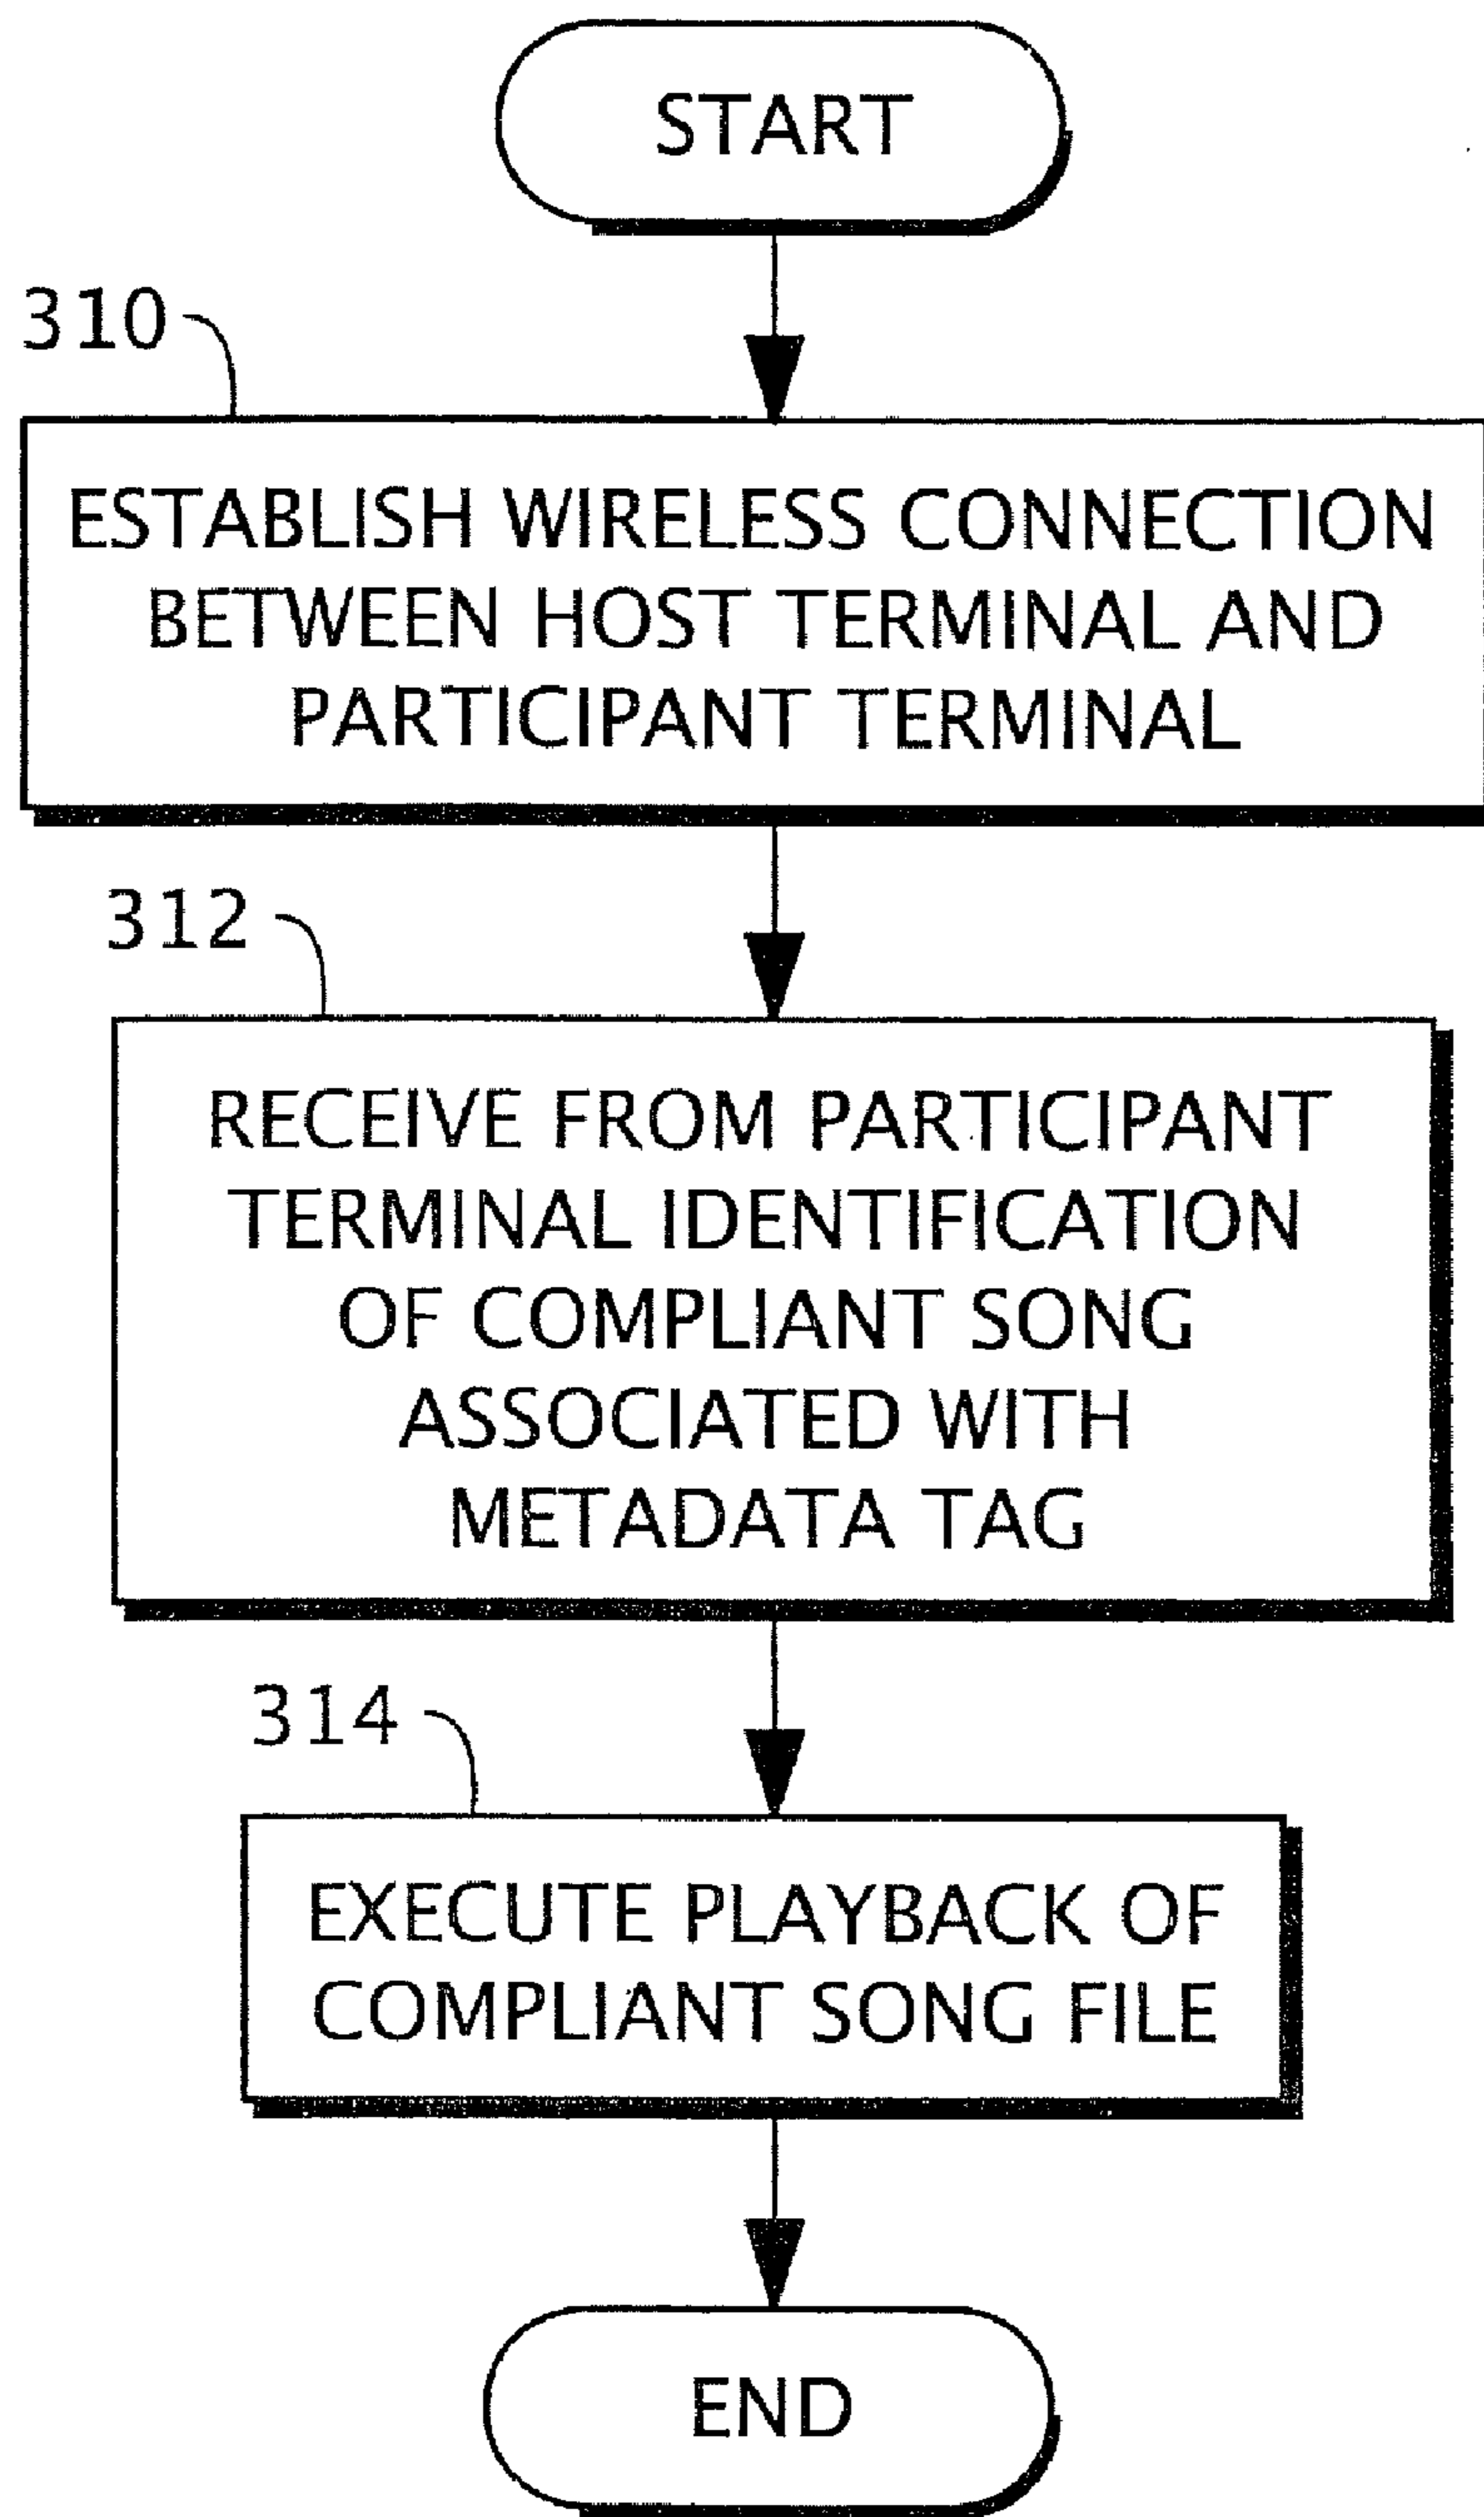 START
310
ESTABLISH WIRELESS CONNECTION
BETWEEN HOST TERMINAL AND
PARTICIPANT TERMINAL
312
RECEIVE FROM PARTICIPANT
TERMINAL IDENTIFICATION
OF COMPLIANT SONG
ASSOCIATED WITH
METADATA TAG
314
EXECUTE PLAYBACK OF
COMPLIANT SONG FILE
END